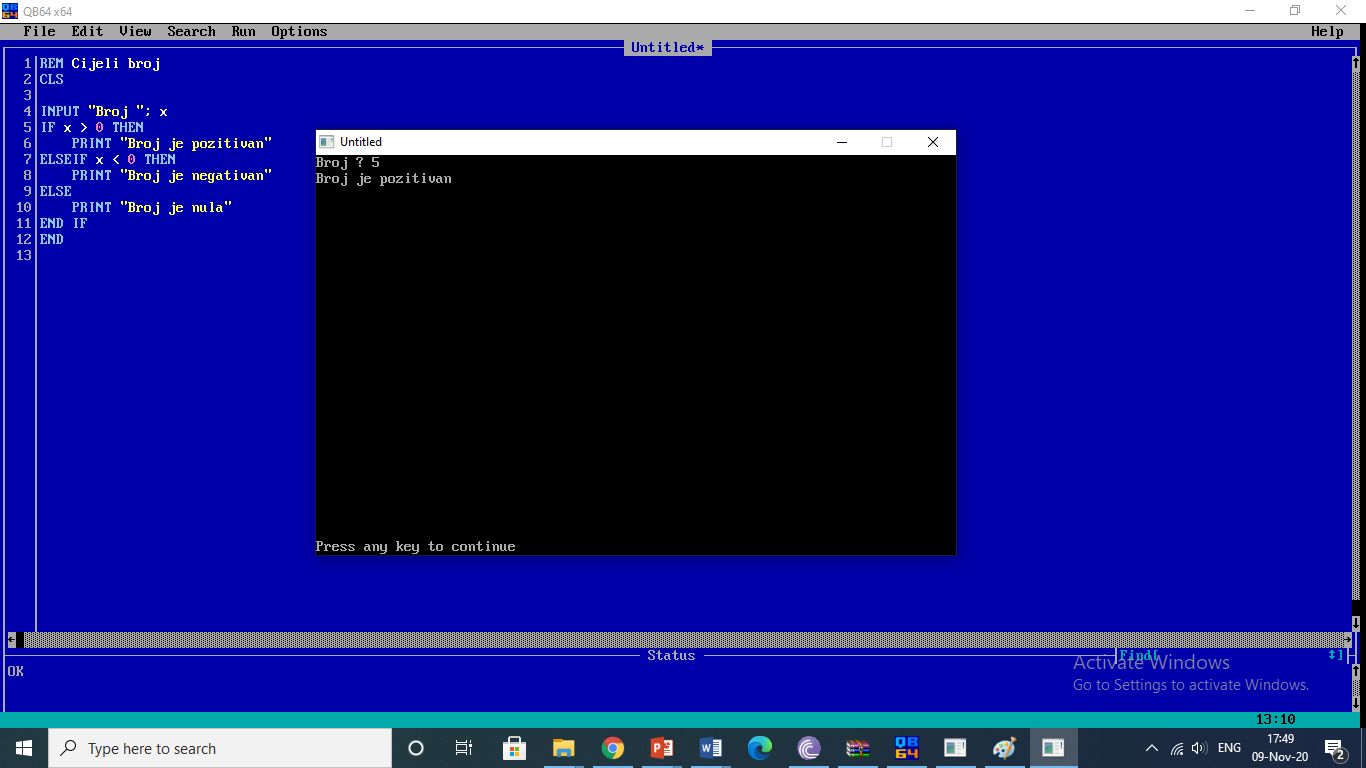 QB64 x64
File Edit View Search Run Options Help
Untitled*
1 REM Cijeli broj
2 CLS
3
4 INPUT "Broj "; x
5 IF x > 0 THEN
6 PRINT "Broj je pozitivan"
7 ELSEIF x < 0 THEN
8 PRINT "Broj je negativan"
9 ELSE
10 PRINT "Broj je nula"
11 END IF
12 END
13
Untitled
Broj ? 5
Broj je pozitivan
Press any key to continue
Status
Find[
OK
Activate Windows
Go to Settings to activate Windows.
13:10
Type here to search
QB
64
ENG
17:49
09-Nov-20
2